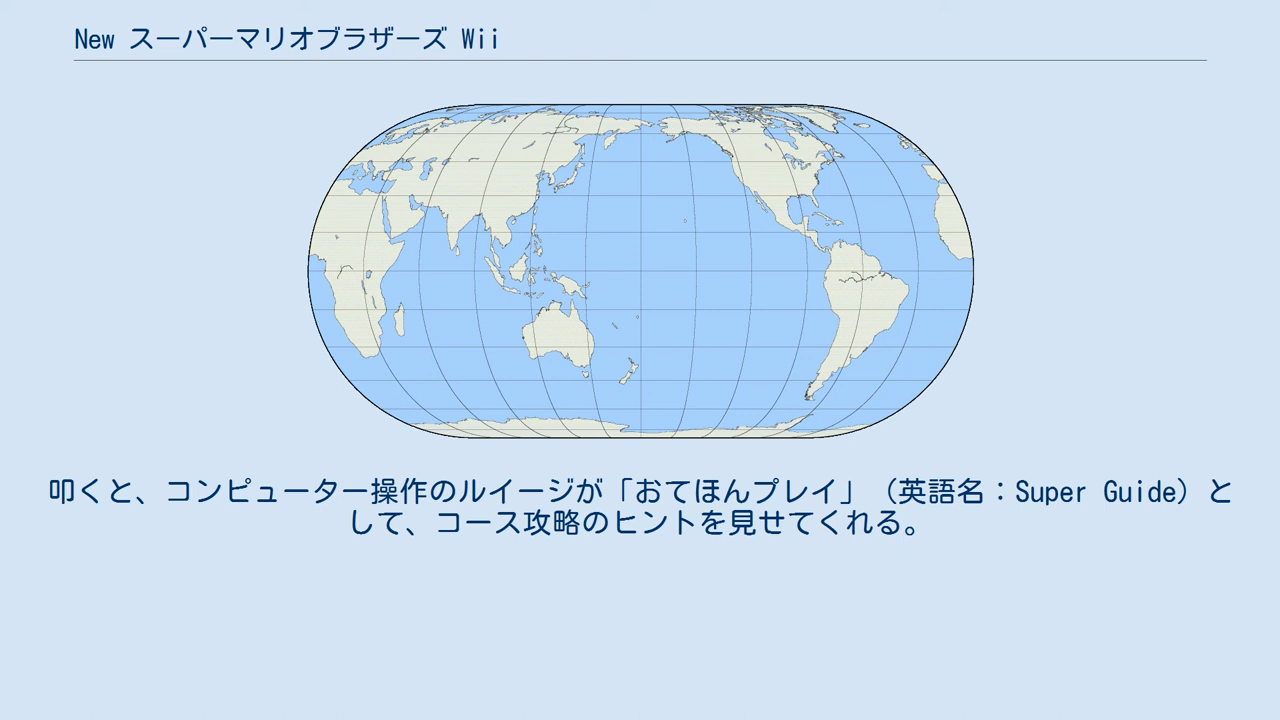 New スーパーマリオブラザーズ Wii
叩くと、コンピューター操作のルイージが「おてほんプレイ」（英語名：Super Guide）と
して、コース攻略のヒントを見せてくれる。